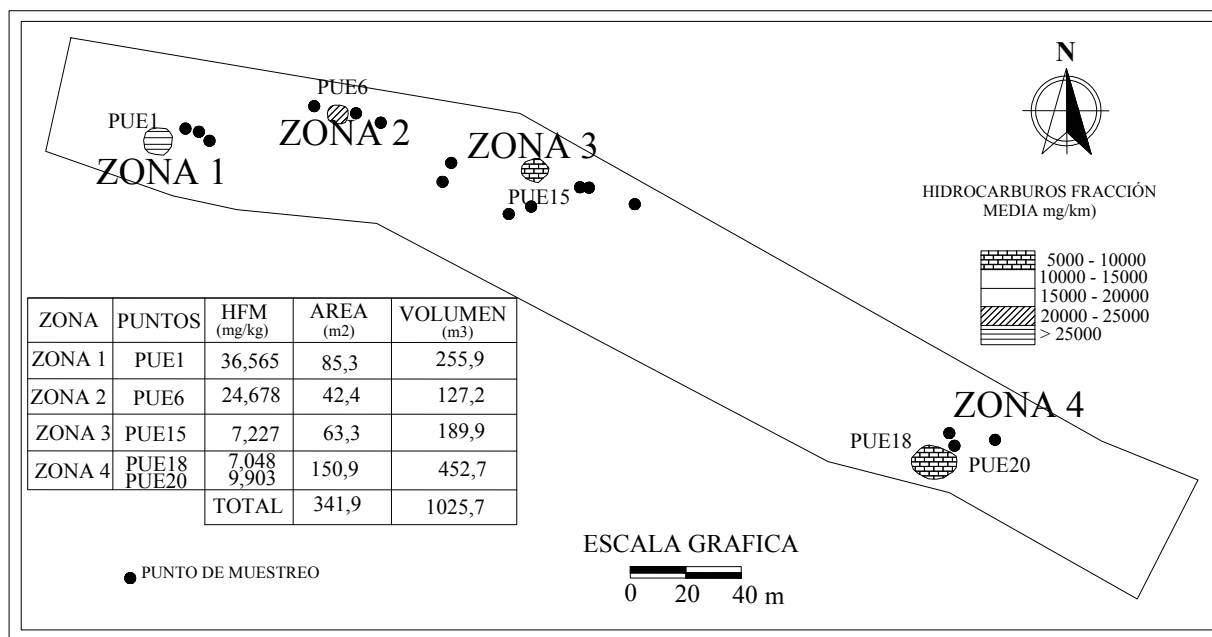 N
PUE6
PUE1
ZONA 2
ZONA 1
ZONA 3
PUE15
HIDROCARBUROS FRACCIÓN
MEDIA mg/km)
5000 - 10000
10000 - 15000
15000 - 20000
20000 - 25000
> 25000
ZONA PUNTOS HFM (mg/kg) AREA (m2) VOLUMEN (m3)
ZONA 1 PUE1 36,565 85,3 255,9
ZONA 2 PUE6 24,678 42,4 127,2
ZONA 3 PUE15 7,227 63,3 189,9
ZONA 4 PUE18 7,048 150,9 452,7
PUE20 9,903
TOTAL 341,9 1025,7
ZONA 4
PUE18
PUE20
PUNTO DE MUESTREO
ESCALA GRAFICA
0 20 40 m